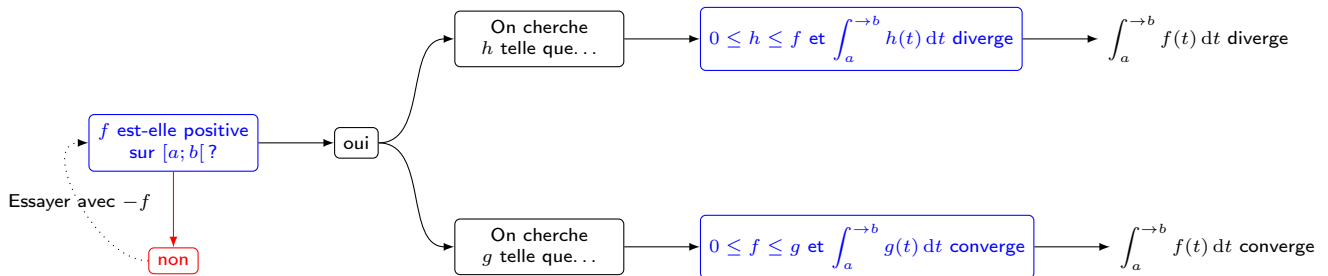 On cherche
h telle que…
0 ≤ h ≤ f et ∫_a^{→b} h(t) dt diverge
∫_a^{→b} f(t) dt diverge
f est-elle positive
sur [a; b[ ?
oui
Essayer avec −f
non
On cherche
g telle que…
0 ≤ f ≤ g et ∫_a^{→b} g(t) dt converge
∫_a^{→b} f(t) dt converge